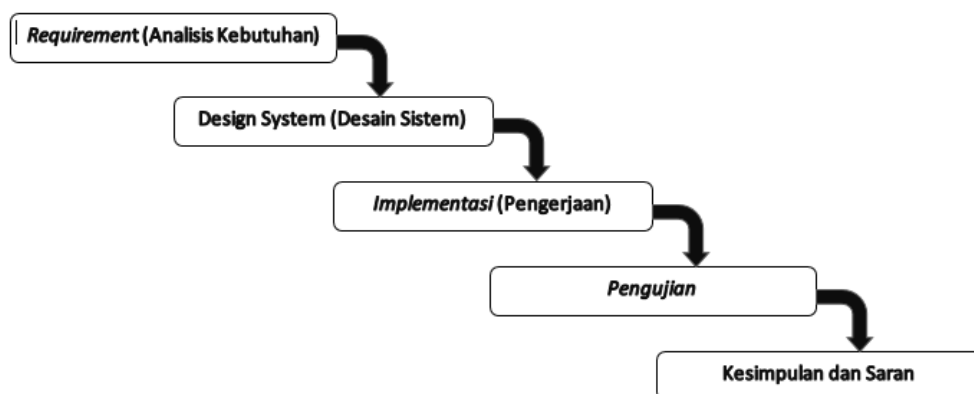 Requirement (Analisis Kebutuhan)
Design System (Desain Sistem)
Implementasi (Pengerjaan)
Pengujian
Kesimpulan dan Saran